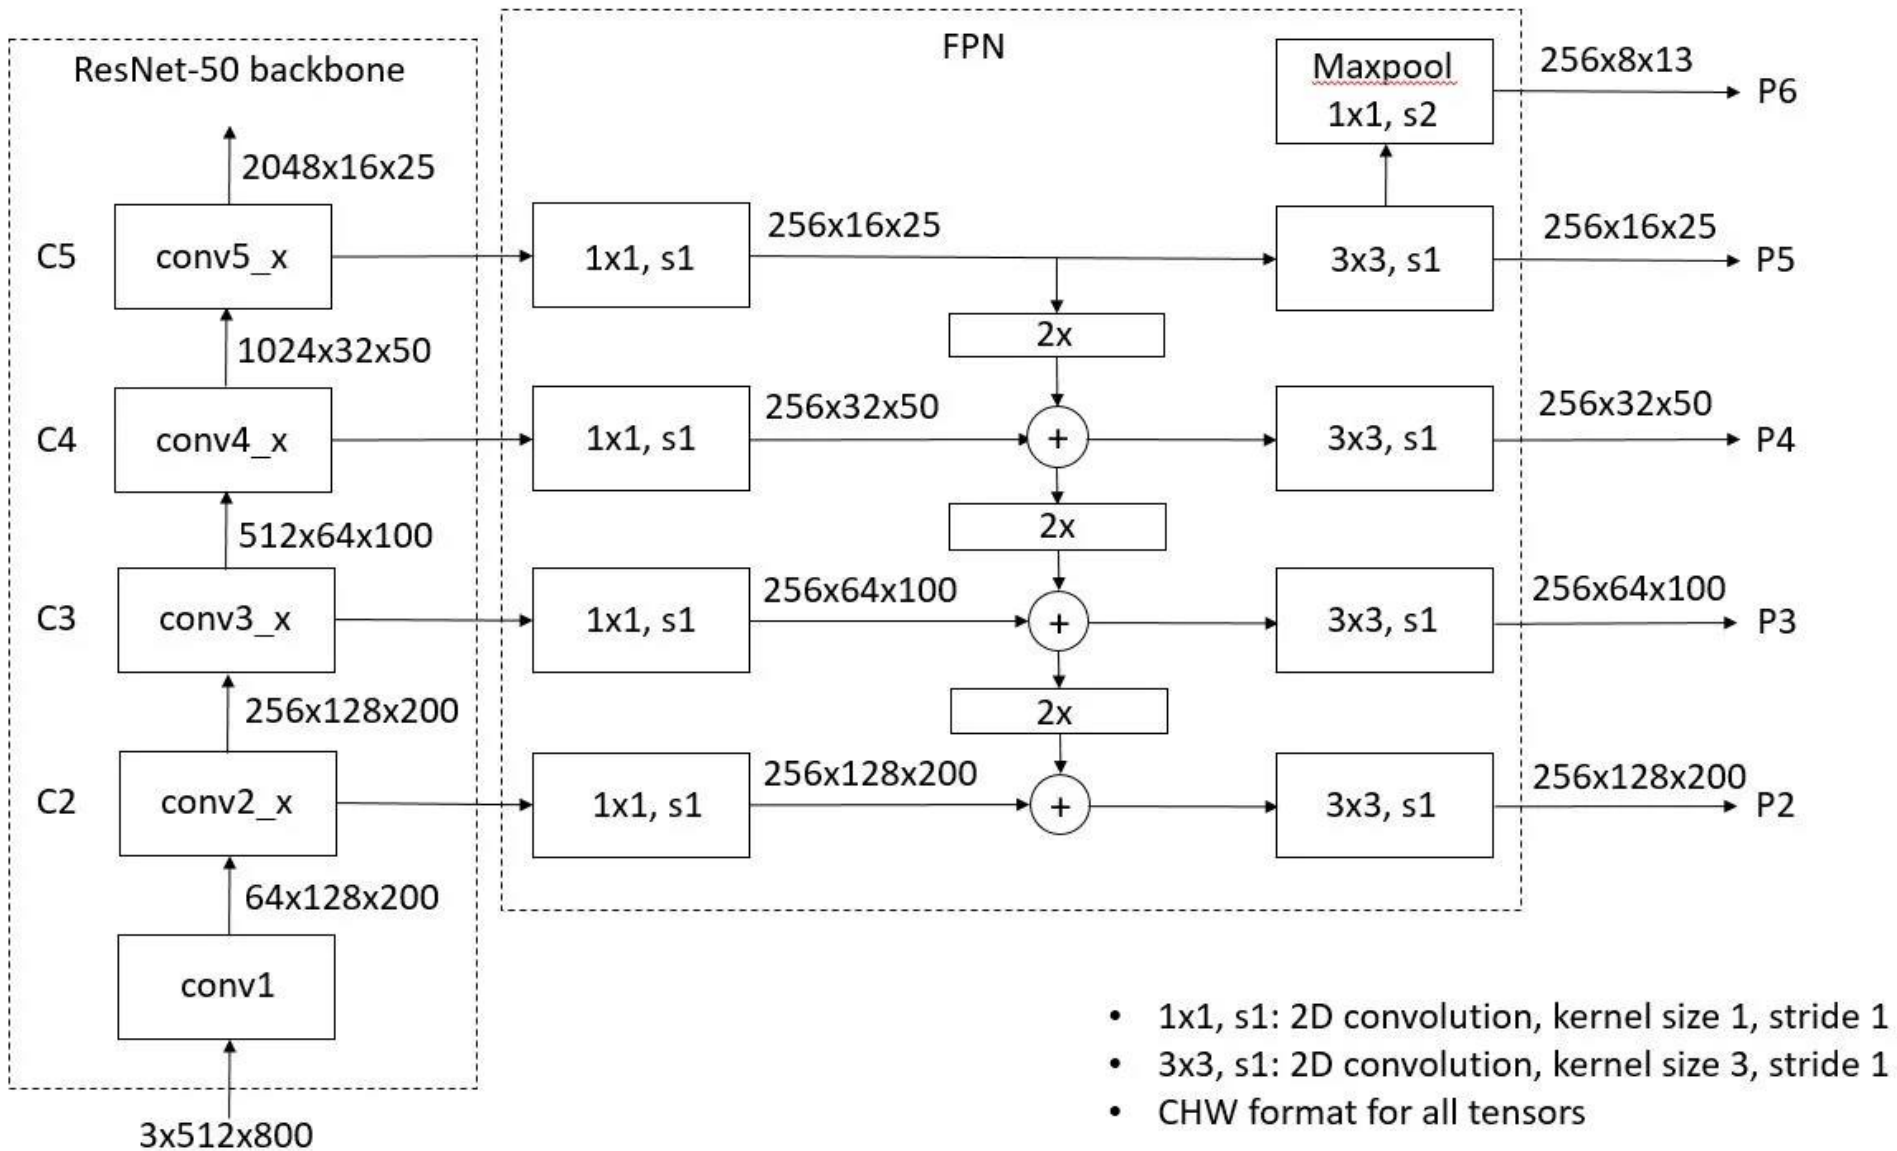 ResNet-50 backbone
2048x16x25
C5
conv5_x
1024x32x50
C4
conv4_x
512x64x100
C3
conv3_x
256x128x200
C2
conv2_x
64x128x200
conv1
3x512x800
FPN
Maxpool
1x1, s2
256x8x13
P6
1x1, s1
256x16x25
3x3, s1
256x16x25
P5
2x
1x1, s1
256x32x50
+
3x3, s1
256x32x50
P4
2x
1x1, s1
256x64x100
+
3x3, s1
256x64x100
P3
2x
1x1, s1
256x128x200
+
3x3, s1
256x128x200
P2
• 1x1, s1: 2D convolution, kernel size 1, stride 1
• 3x3, s1: 2D convolution, kernel size 3, stride 1
• CHW format for all tensors